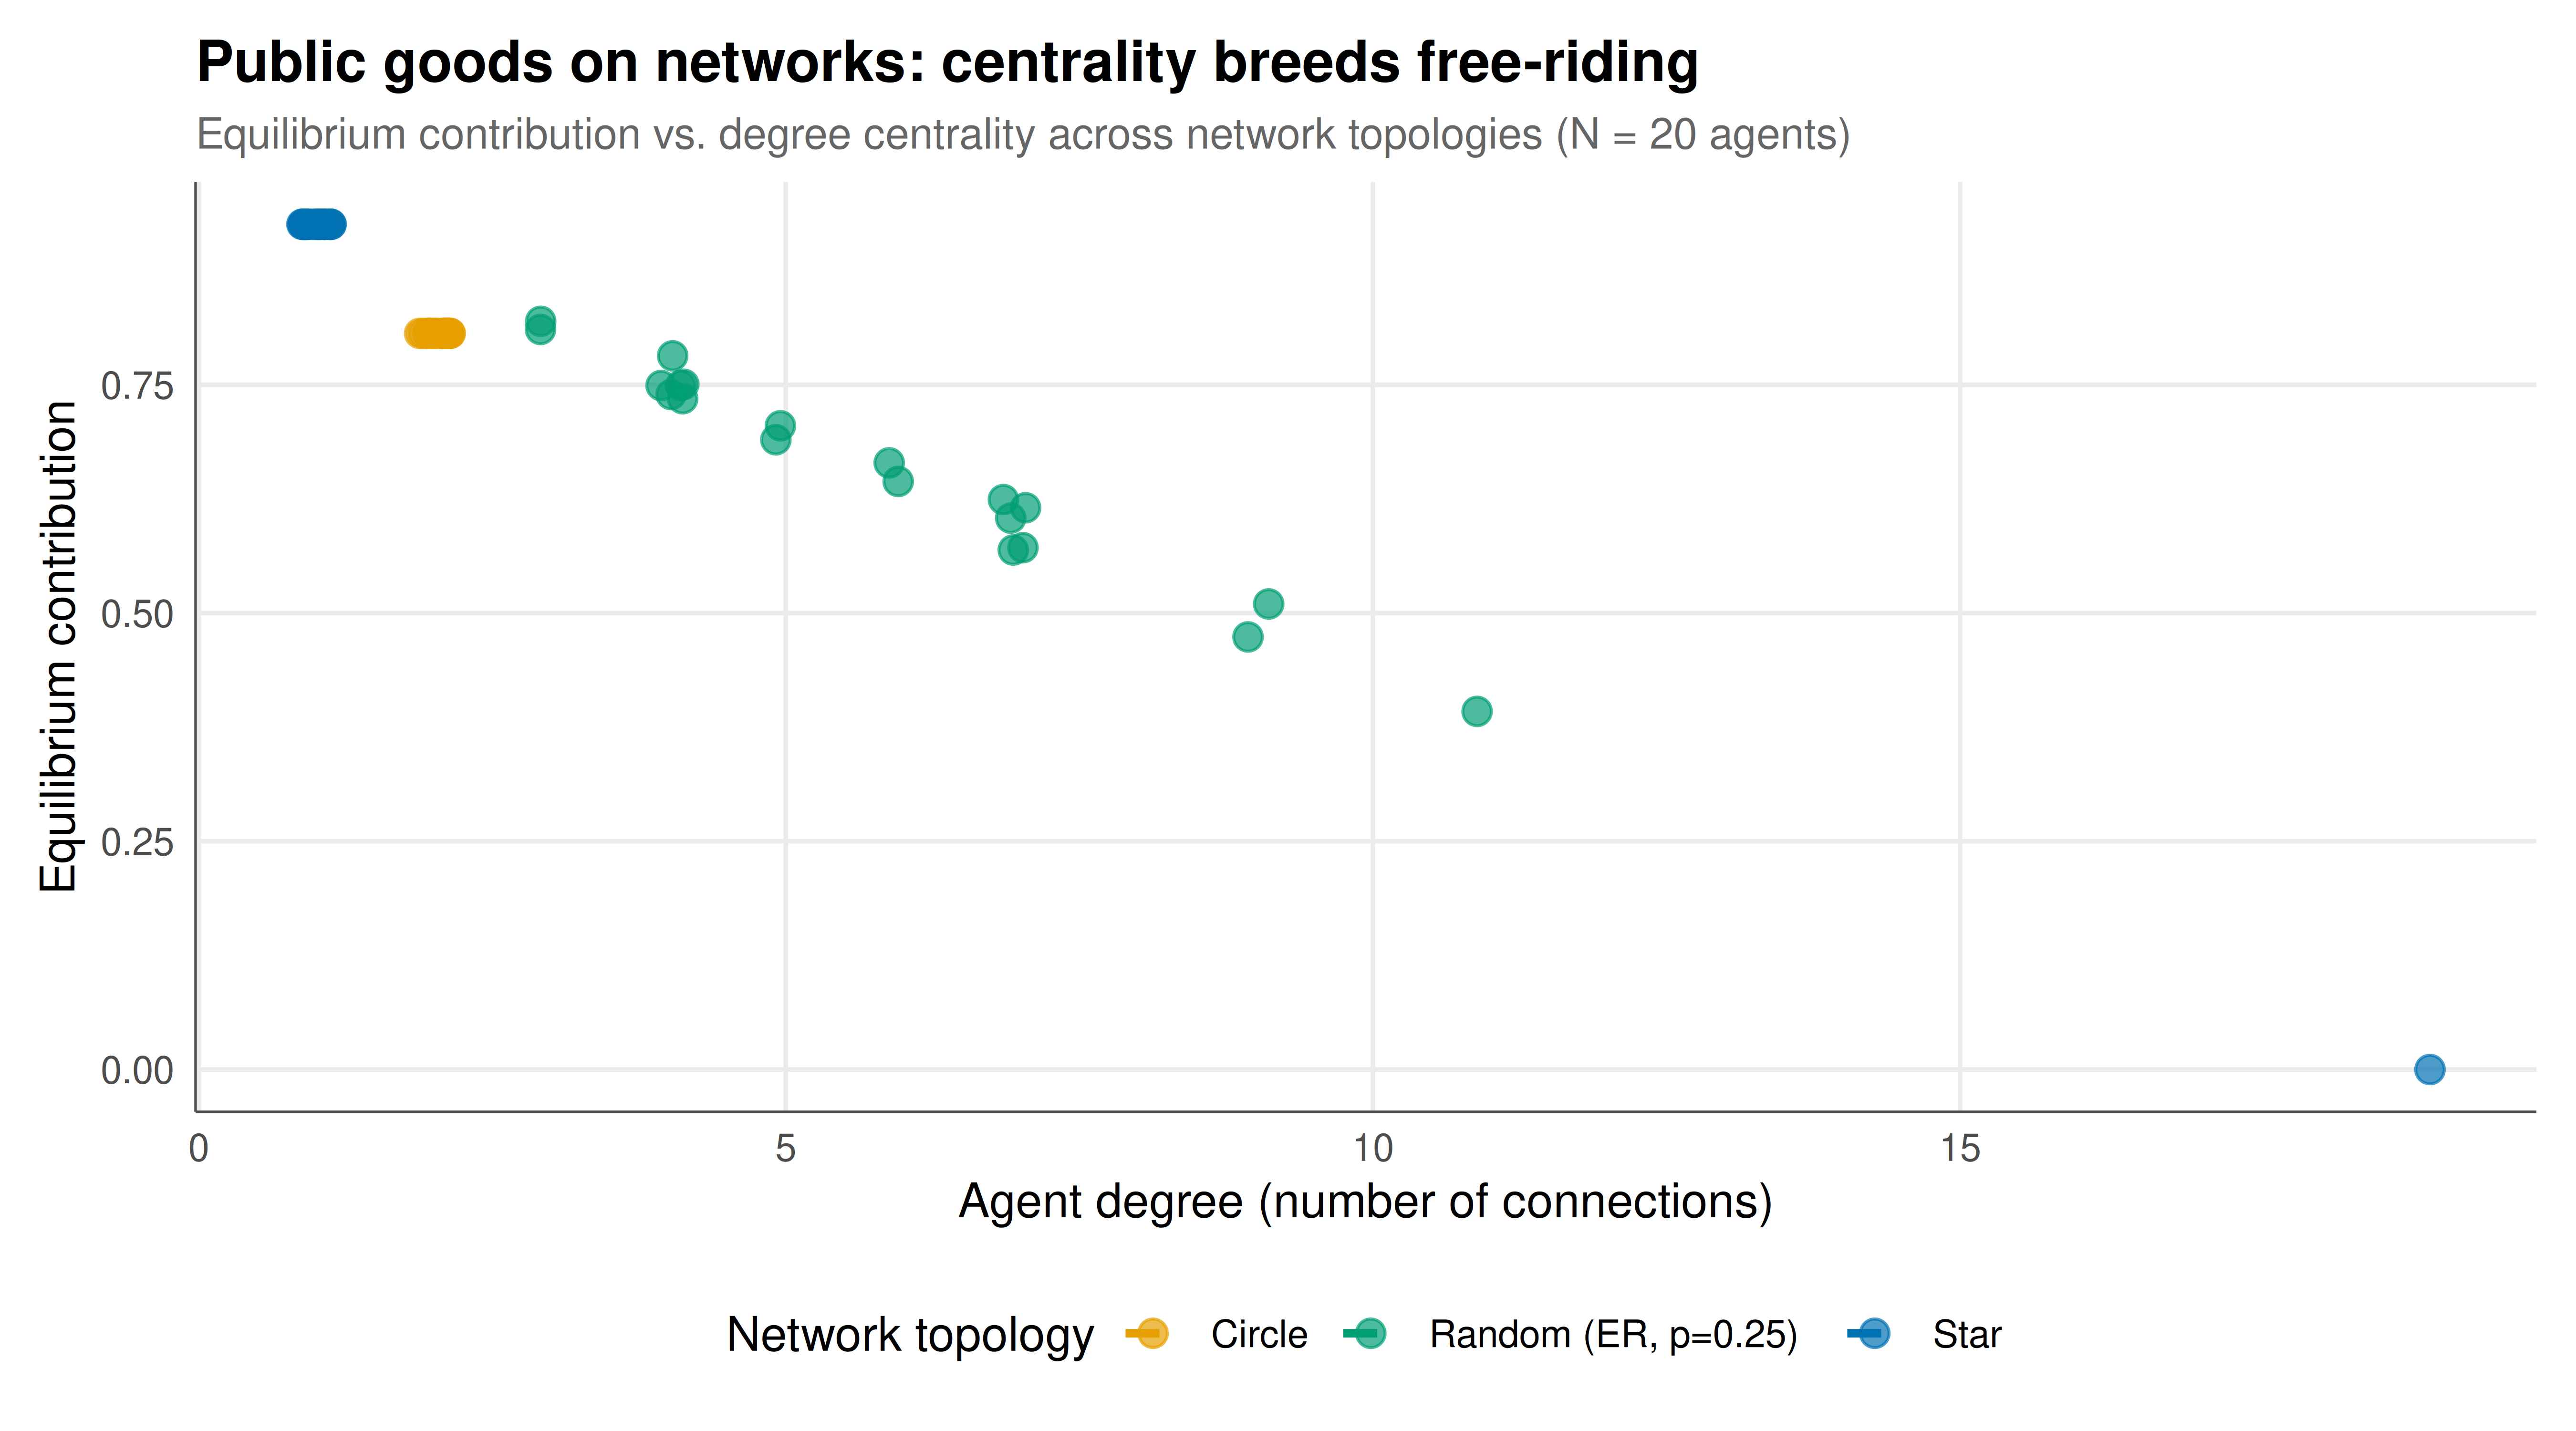 Public goods on networks: centrality breeds free-riding
Equilibrium contribution vs. degree centrality across network topologies (N = 20 agents)
Equilibrium contribution
0.75
0.50
0.25
0.00
0 5 10 15
Agent degree (number of connections)
Network topology Circle Random (ER, p=0.25) Star